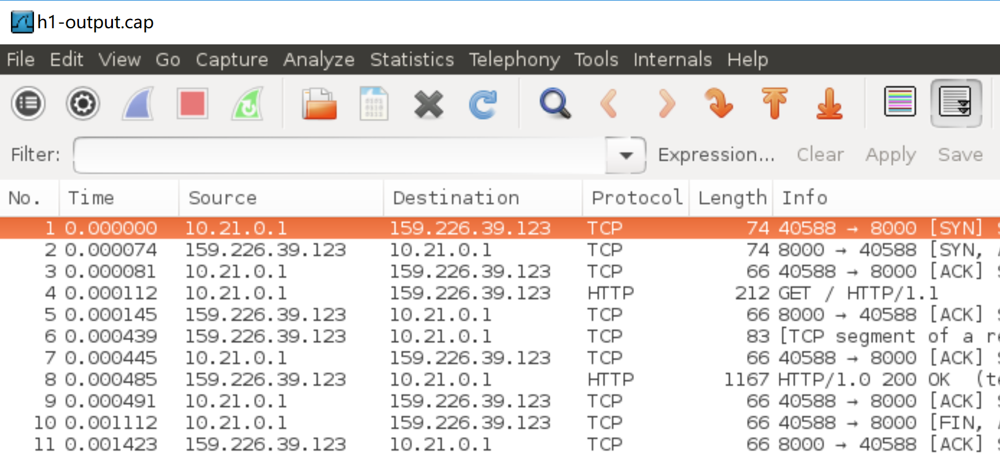 h1-output.cap
File Edit View Go Capture Analyze Statistics Telephony Tools Internals Help
Filter: Expression... Clear Apply Save
No. Time Source Destination Protocol Length Info
1 0.000000 10.21.0.1 159.226.39.123 TCP 74 40588 → 8000 [SYN]
2 0.000074 159.226.39.123 10.21.0.1 TCP 74 8000 → 40588 [SYN,
3 0.000081 10.21.0.1 159.226.39.123 TCP 66 40588 → 8000 [ACK]
4 0.000112 10.21.0.1 159.226.39.123 HTTP 212 GET / HTTP/1.1
5 0.000145 159.226.39.123 10.21.0.1 TCP 66 8000 → 40588 [ACK]
6 0.000439 159.226.39.123 10.21.0.1 TCP 83 [TCP segment of a
7 0.000445 10.21.0.1 159.226.39.123 TCP 66 40588 → 8000 [ACK]
8 0.000485 159.226.39.123 10.21.0.1 HTTP 1167 HTTP/1.0 200 OK
9 0.000491 10.21.0.1 159.226.39.123 TCP 66 40588 → 8000 [ACK]
10 0.001112 10.21.0.1 159.226.39.123 TCP 66 40588 → 8000 [FIN,
11 0.001423 159.226.39.123 10.21.0.1 TCP 66 8000 → 40588 [ACK]